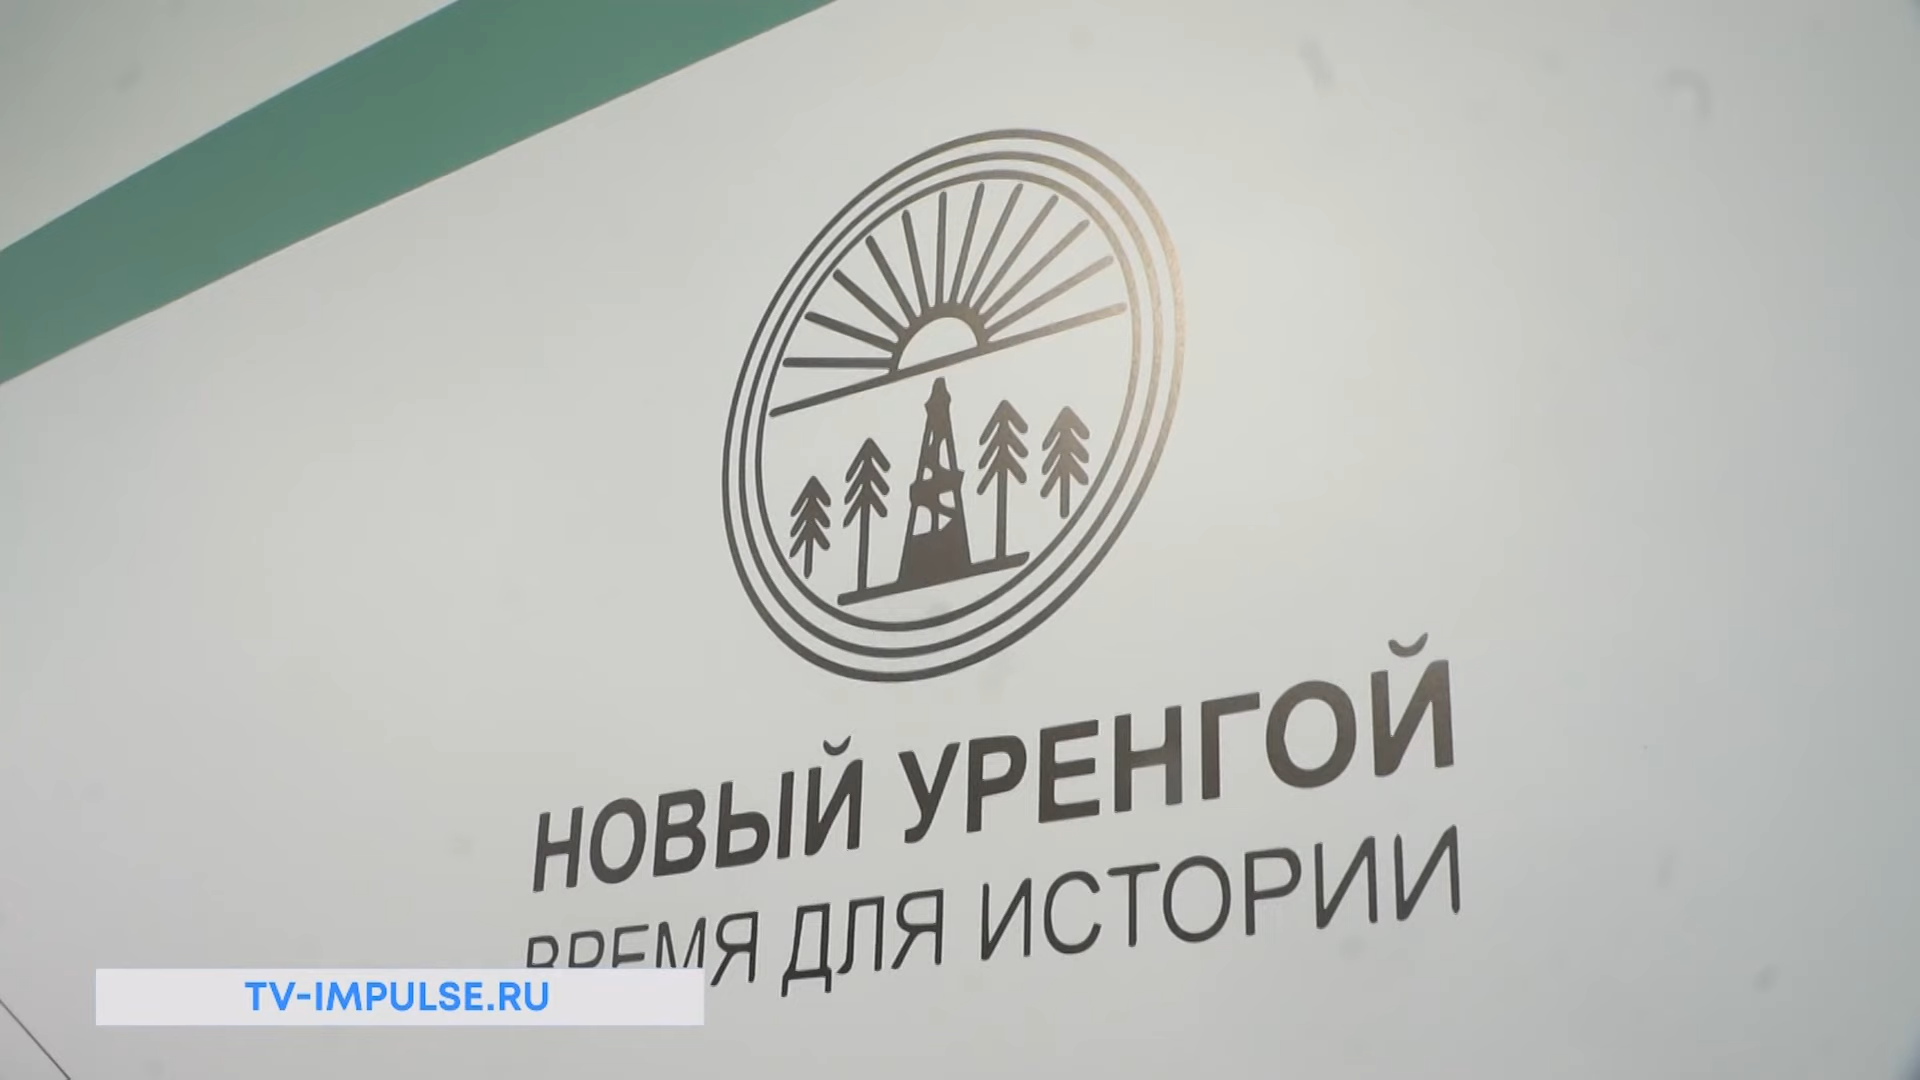 НОВЫЙ УРЕНГОЙ
ВРЕМЯ ДЛЯ ИСТОРИИ
TV-IMPULSE.RU